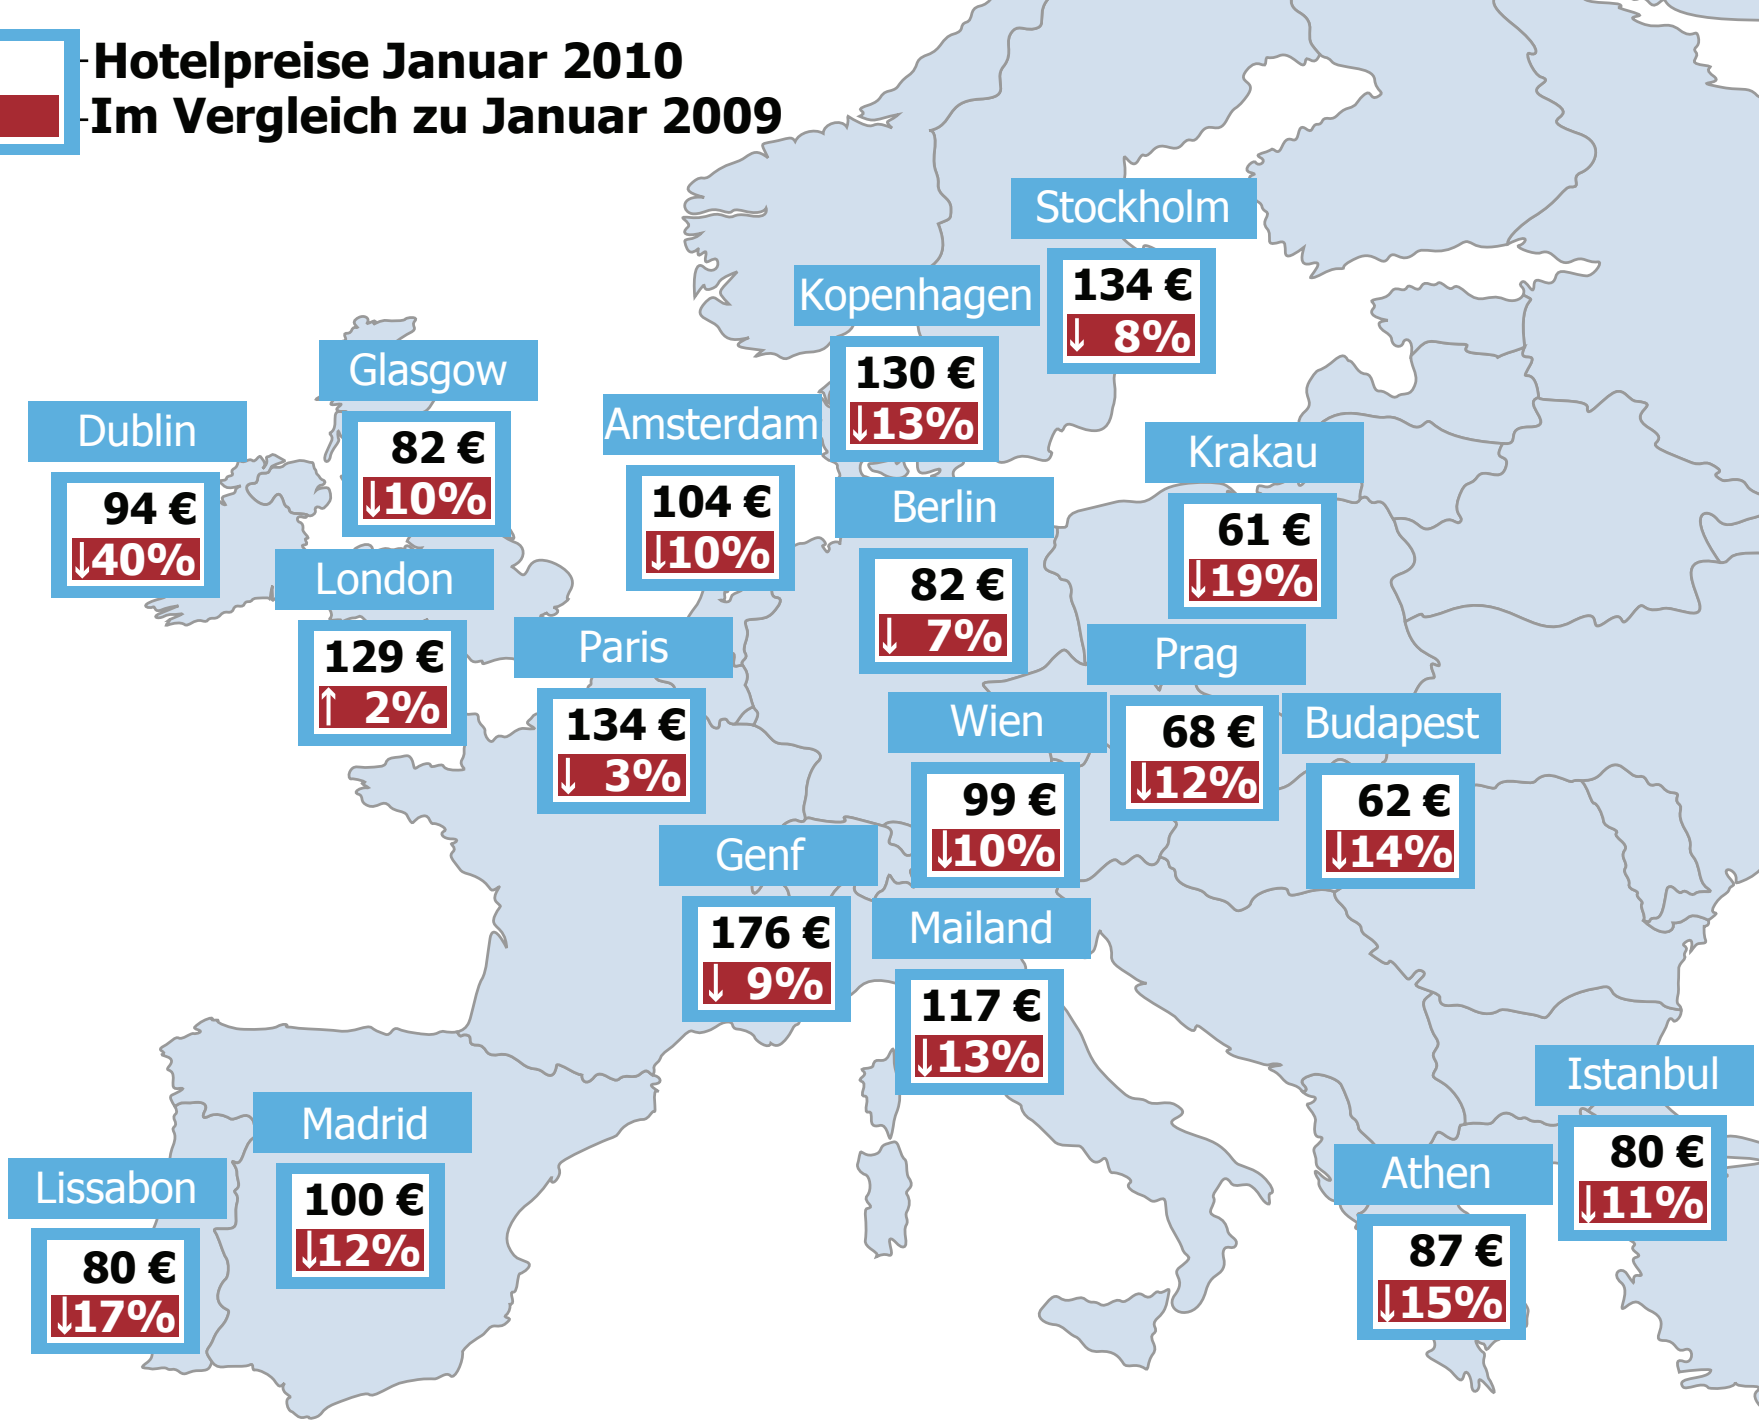 Hotelpreise Januar 2010
Im Vergleich zu Januar 2009
Stockholm
134 €
↓ 8%
Kopenhagen
130 €
↓13%
Glasgow
82 €
↓10%
Dublin
94 €
↓40%
Amsterdam
104 €
↓10%
Krakau
61 €
↓19%
Berlin
82 €
↓ 7%
London
129 €
↑ 2%
Paris
134 €
↓ 3%
Prag
68 €
↓12%
Wien
99 €
↓10%
Budapest
62 €
↓14%
Genf
176 €
↓ 9%
Mailand
117 €
↓13%
Istanbul
80 €
↓11%
Madrid
100 €
↓12%
Athen
87 €
↓15%
Lissabon
80 €
↓17%